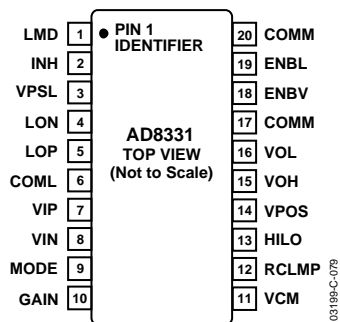 LMD 1 ● PIN 1 IDENTIFIER 20 COMM
INH 2 19 ENBL
VPSL 3 18 ENBV
LON 4 17 COMM
LOP 5 AD8331 16 VOL
COML 6 TOP VIEW 15 VOH
VIP 7 (Not to Scale) 14 VPOS
VIN 8 13 HILO
MODE 9 12 RCLMP
GAIN 10 11 VCM
03199-C-079